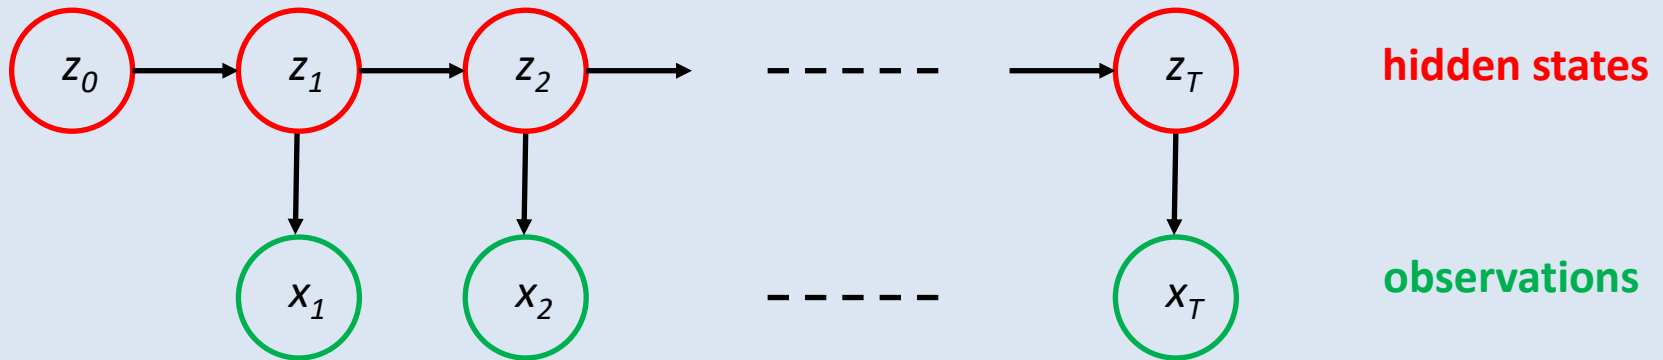 z0 z1 z2 zT hidden states
x1 x2 xT observations